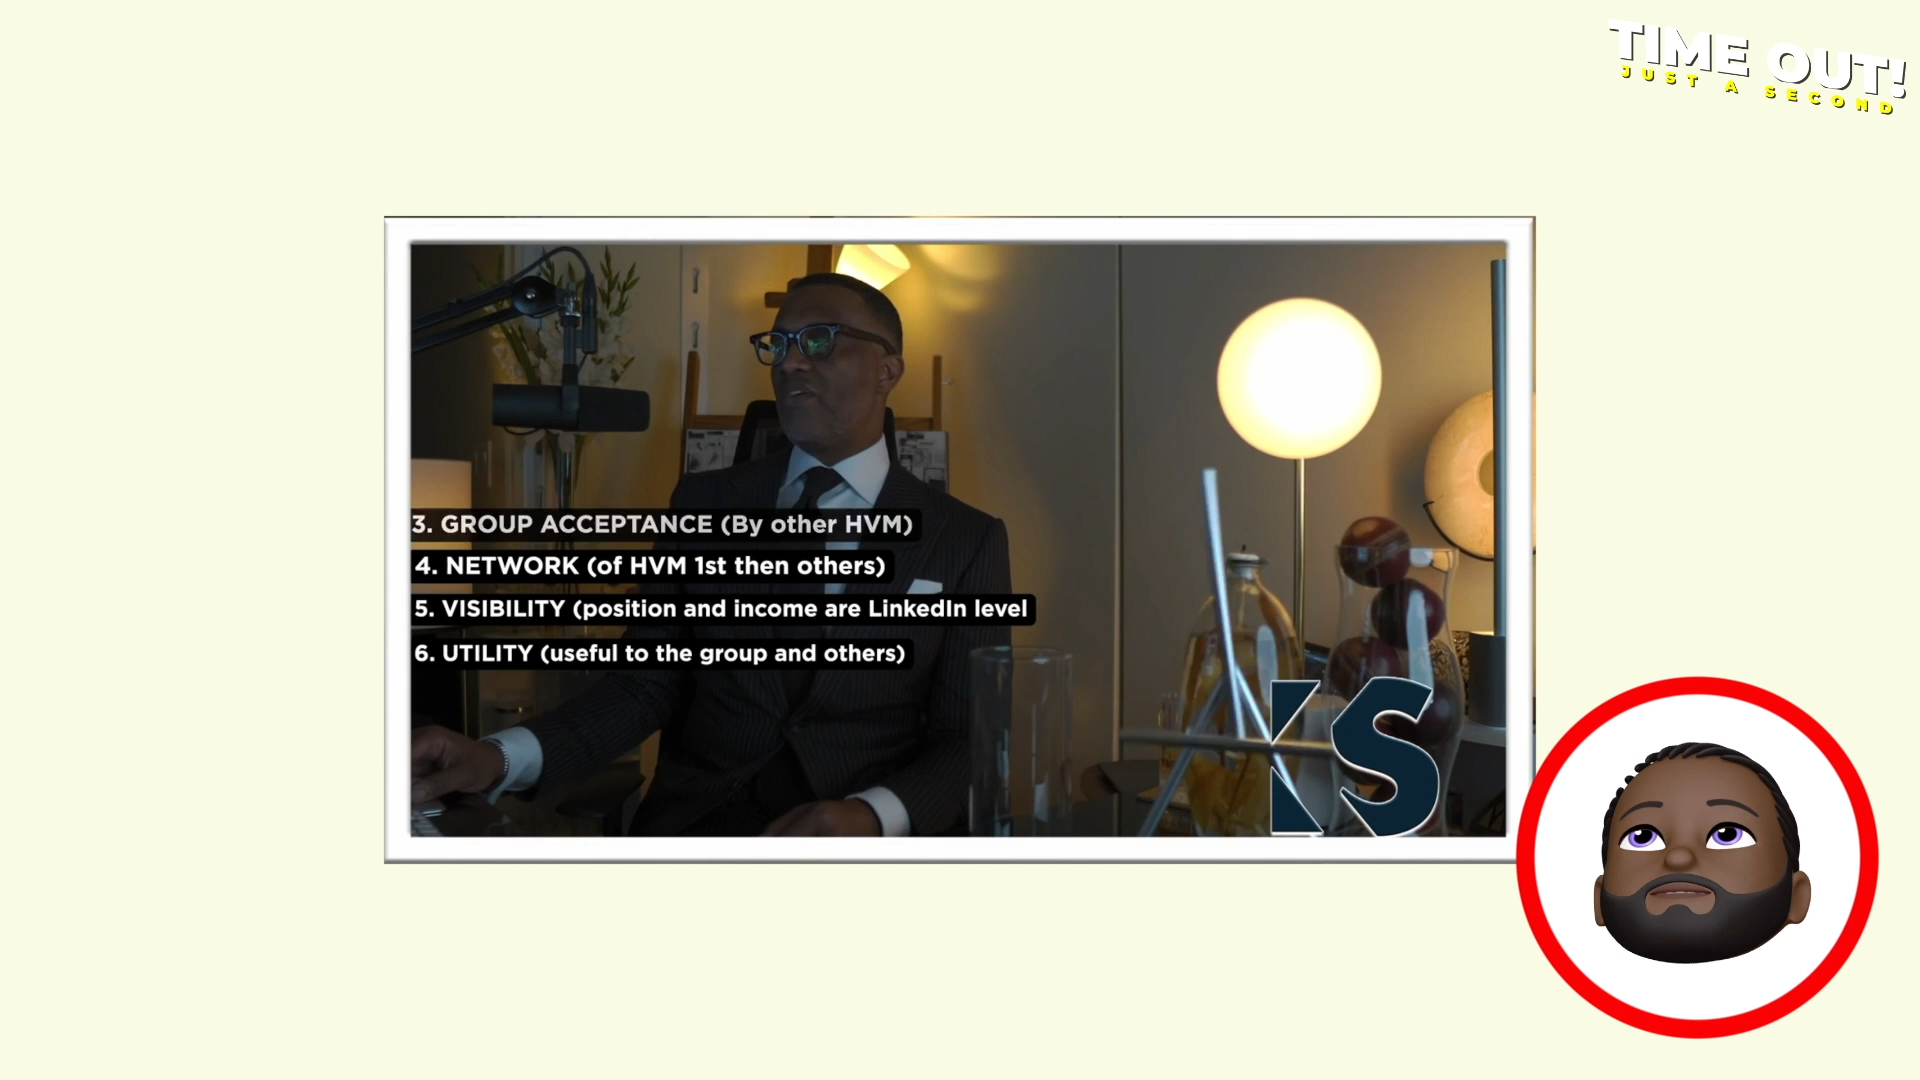 TIME OUT!
JUST A SECOND
3. GROUP ACCEPTANCE (By other HVM)
4. NETWORK (of HVM 1st then others)
5. VISIBILITY (position and income are LinkedIn level
6. UTILITY (useful to the group and others)
KS